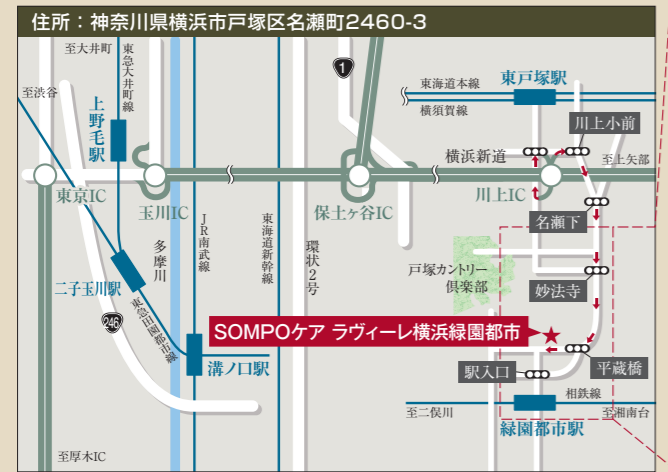 住所：神奈川県横浜市戸塚区名瀬町2460-3
至大井町
東急大井町線
至渋谷
上野毛駅
1
東海道本線
横須賀線
東戸塚駅
川上小前
横浜新道
至上矢部
東京IC
玉川IC
保土ヶ谷IC
川上IC
名瀬下
多摩川
JR南武線
東海道新幹線
環状2号
戸塚カントリー
倶楽部
妙法寺
二子玉川駅
東急田園都市線
246
SOMPOケア ラヴィーレ横浜緑園都市
溝ノ口駅
駅入口
平蔵橋
相鉄線
至二俣川
至湘南台
緑園都市駅
至厚木IC